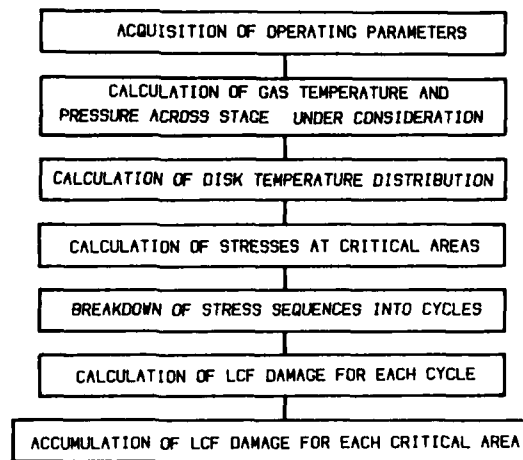 ACQUISITION OF OPERATING PARAMETERS
CALCULATION OF GAS TEMPERATURE AND
PRESSURE ACROSS STAGE UNDER CONSIDERATION
CALCULATION OF DISK TEMPERATURE DISTRIBUTION
CALCULATION OF STRESSES AT CRITICAL AREAS
BREAKDOWN OF STRESS SEQUENCES INTO CYCLES
CALCULATION OF LCF DAMAGE FOR EACH CYCLE
ACCUMULATION OF LCF DAMAGE FOR EACH CRITICAL AREA